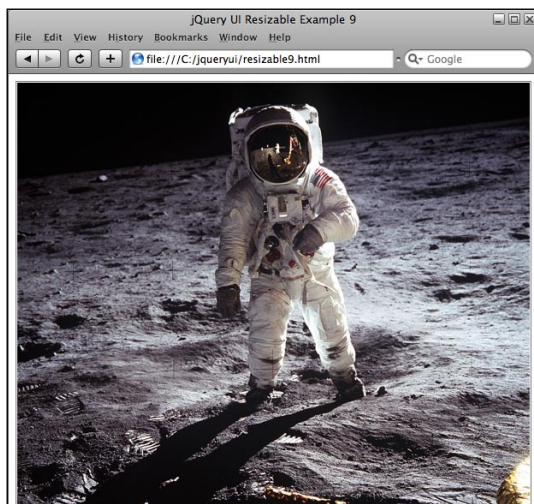 jQuery UI Resizable Example 9
File Edit View History Bookmarks Window Help
file:///C:/jqueryui/resizable9.html
Google